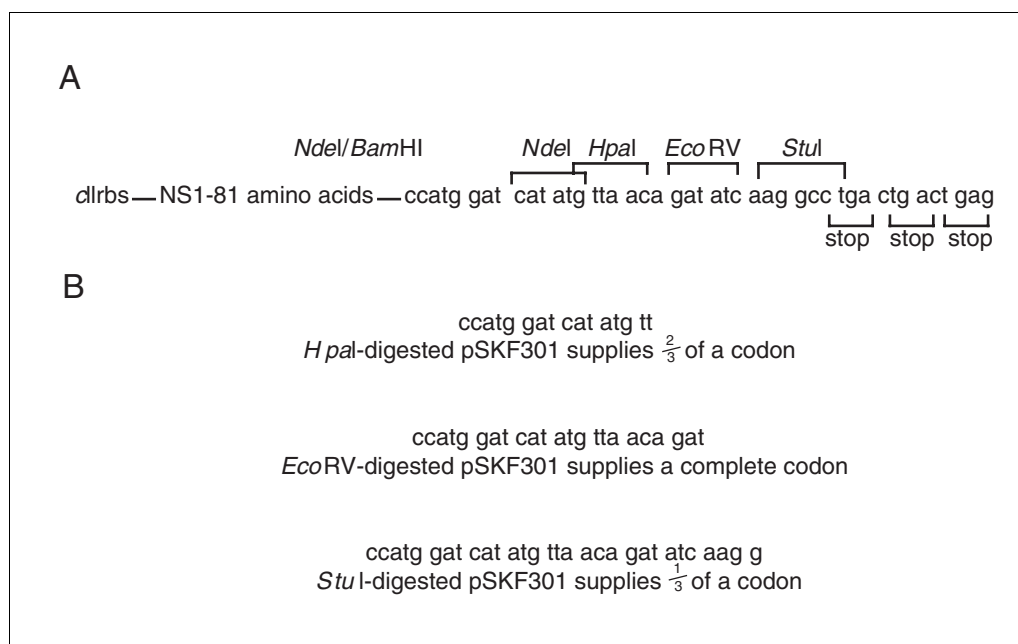 A
NdeI/BamHI NdeI HpaI EcoRV StuI
cIIrbs — NS1-81 amino acids — ccatg gat cat atg tta aca gat atc aag gcc tga ctg act gag
stop stop stop
B
ccatg gat cat atg tt
HpaI-digested pSKF301 supplies 2/3 of a codon
ccatg gat cat atg tta aca gat
EcoRV-digested pSKF301 supplies a complete codon
ccatg gat cat atg tta aca gat atc aag g
StuI-digested pSKF301 supplies 1/3 of a codon